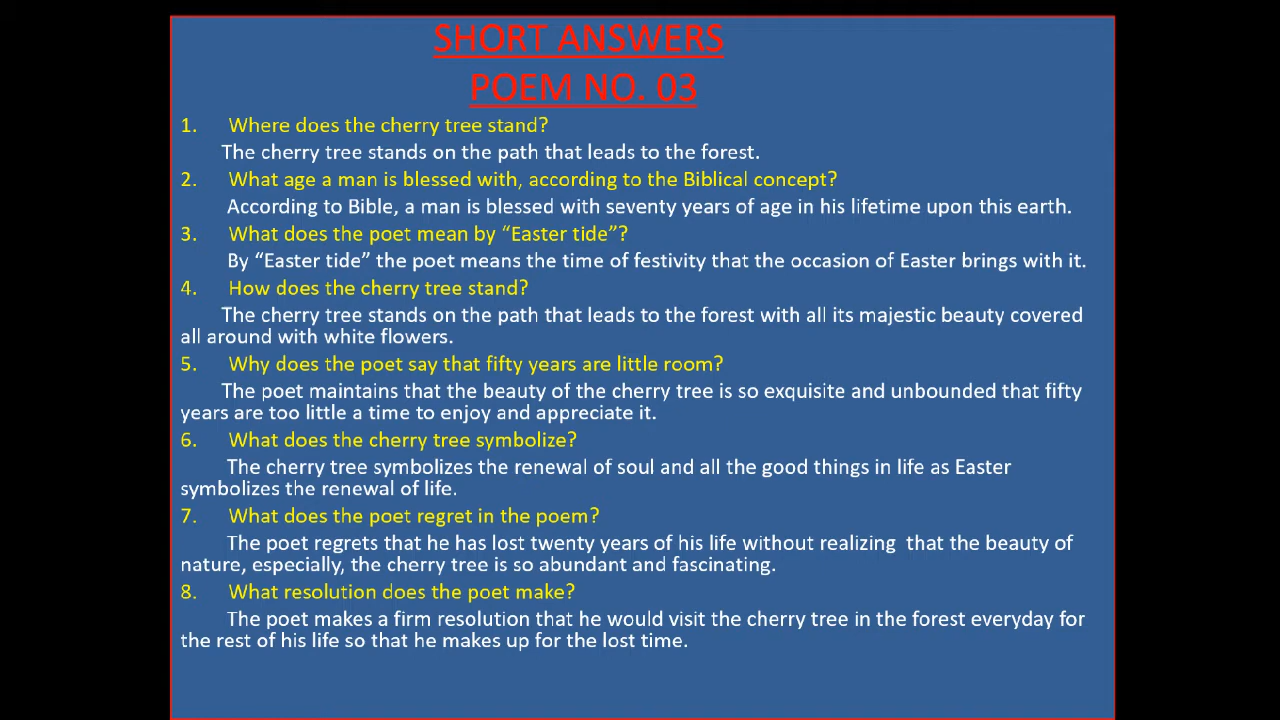 SHORT ANSWERS
POEM NO. 03
1. Where does the cherry tree stand?
The cherry tree stands on the path that leads to the forest.
2. What age a man is blessed with, according to the Biblical concept?
According to Bible, a man is blessed with seventy years of age in his lifetime upon this earth.
3. What does the poet mean by “Easter tide”?
By “Easter tide” the poet means the time of festivity that the occasion of Easter brings with it.
4. How does the cherry tree stand?
The cherry tree stands on the path that leads to the forest with all its majestic beauty covered
all around with white flowers.
5. Why does the poet say that fifty years are little room?
The poet maintains that the beauty of the cherry tree is so exquisite and unbounded that fifty
years are too little a time to enjoy and appreciate it.
6. What does the cherry tree symbolize?
The cherry tree symbolizes the renewal of soul and all the good things in life as Easter
symbolizes the renewal of life.
7. What does the poet regret in the poem?
The poet regrets that he has lost twenty years of his life without realizing that the beauty of
nature, especially, the cherry tree is so abundant and fascinating.
8. What resolution does the poet make?
The poet makes a firm resolution that he would visit the cherry tree in the forest everyday for
the rest of his life so that he makes up for the lost time.